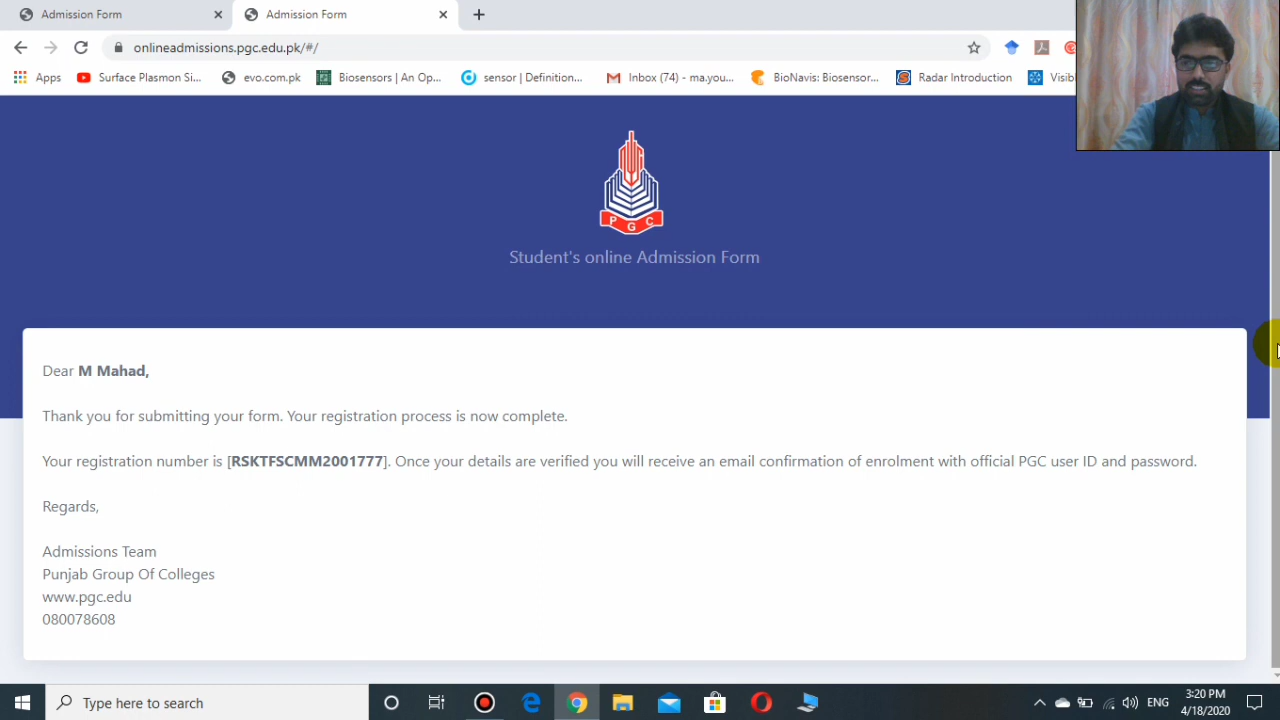 Admission Form
Admission Form
onlineadmissions.pgc.edu.pk/#/
Apps
Surface Plasmon Si...
evo.com.pk
Biosensors | An Op...
sensor | Definition...
Inbox (74) - ma.you...
BioNavis: Biosensor...
Radar Introduction
Visib
P G C
Student's online Admission Form
Dear M Mahad,
Thank you for submitting your form. Your registration process is now complete.
Your registration number is [RSKTFSCMM2001777]. Once your details are verified you will receive an email confirmation of enrolment with official PGC user ID and password.
Regards,
Admissions Team
Punjab Group Of Colleges
www.pgc.edu
080078608
Type here to search
ENG
3:20 PM
4/18/2020